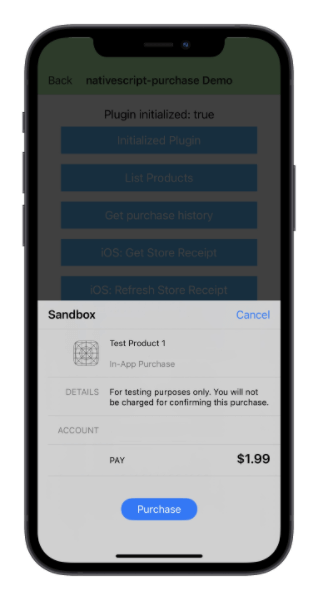 Back nativescript-purchase Demo
Plugin initialized: true
Initialized Plugin
List Products
Get purchase history
iOS: Get Store Receipt
iOS: Refresh Store Receipt
Sandbox Cancel
Test Product 1
In-App Purchase
DETAILS For testing purposes only. You will not
be charged for confirming this purchase.
ACCOUNT
PAY $1.99
Purchase